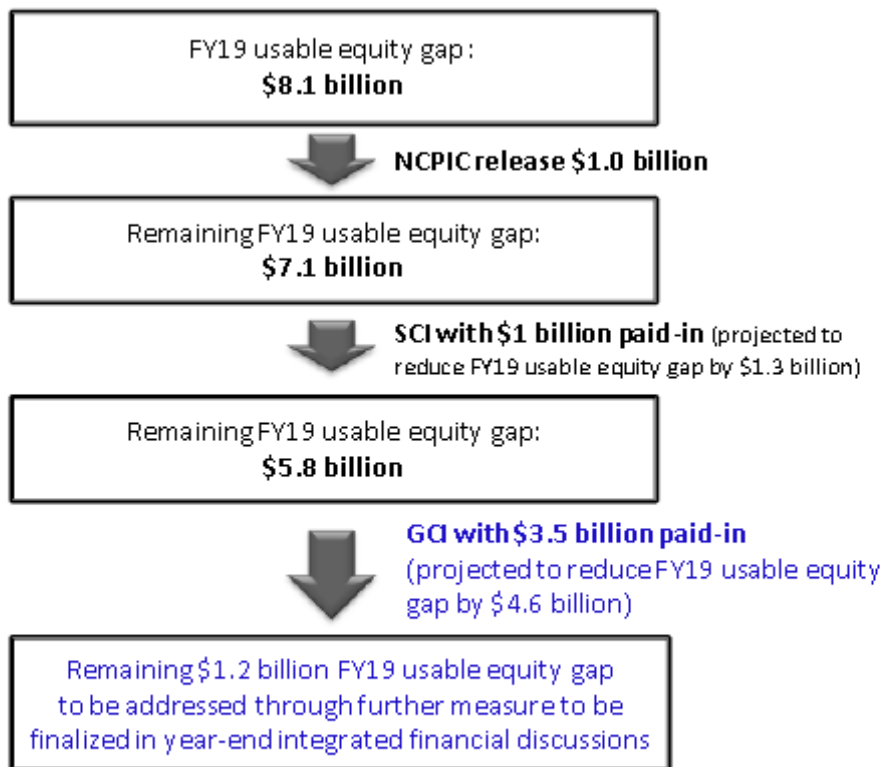 FY19 usable equity gap:
$8.1 billion
NCPIC release $1.0 billion
Remaining FY19 usable equity gap:
$7.1 billion
SCI with $1 billion paid-in (projected to
reduce FY19 usable equity gap by $1.3 billion)
Remaining FY19 usable equity gap:
$5.8 billion
GCI with $3.5 billion paid-in
(projected to reduce FY19 usable equity
gap by $4.6 billion)
Remaining $1.2 billion FY19 usable equity gap
to be addressed through further measure to be
finalized in year-end integrated financial discussions